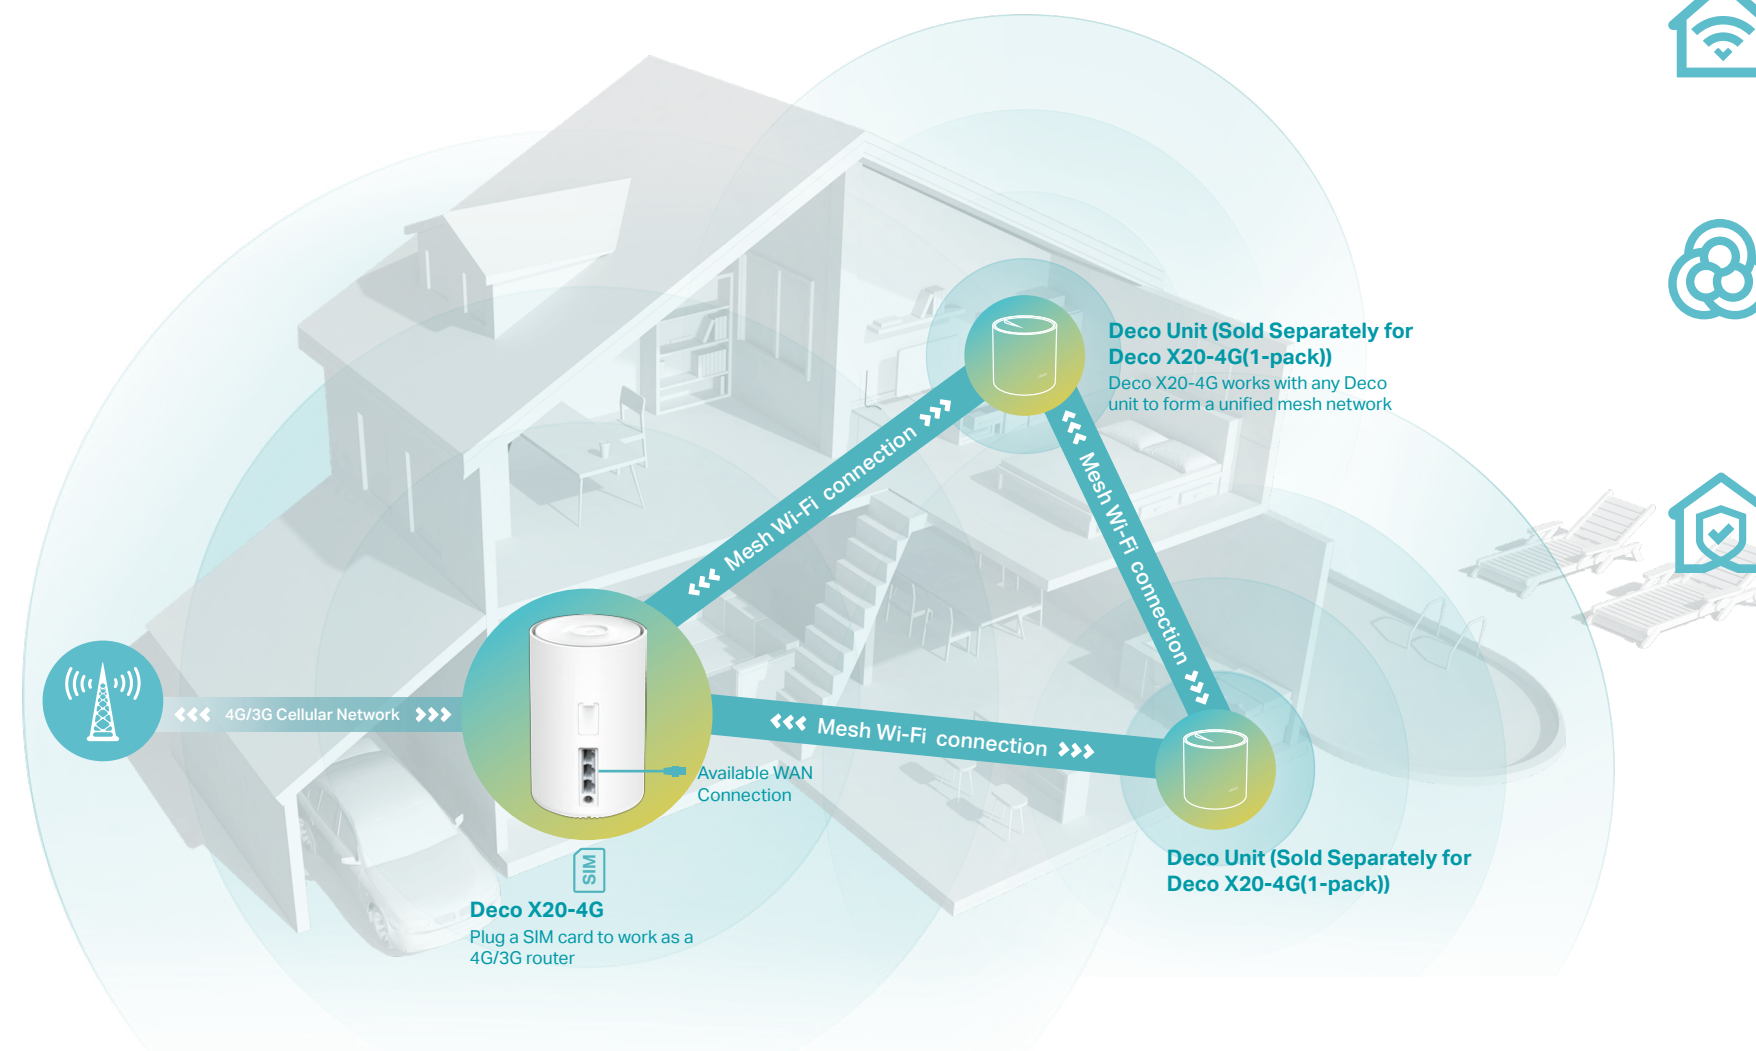 Deco Unit (Sold Separately for
Deco X20-4G(1-pack))
Deco X20-4G works with any Deco
unit to form a unified mesh network
Mesh Wi-Fi connection
Mesh Wi-Fi connection
4G/3G Cellular Network
Mesh Wi-Fi connection
Available WAN
Connection
SIM
Deco X20-4G
Plug a SIM card to work as a
4G/3G router
Deco Unit (Sold Separately for
Deco X20-4G(1-pack))